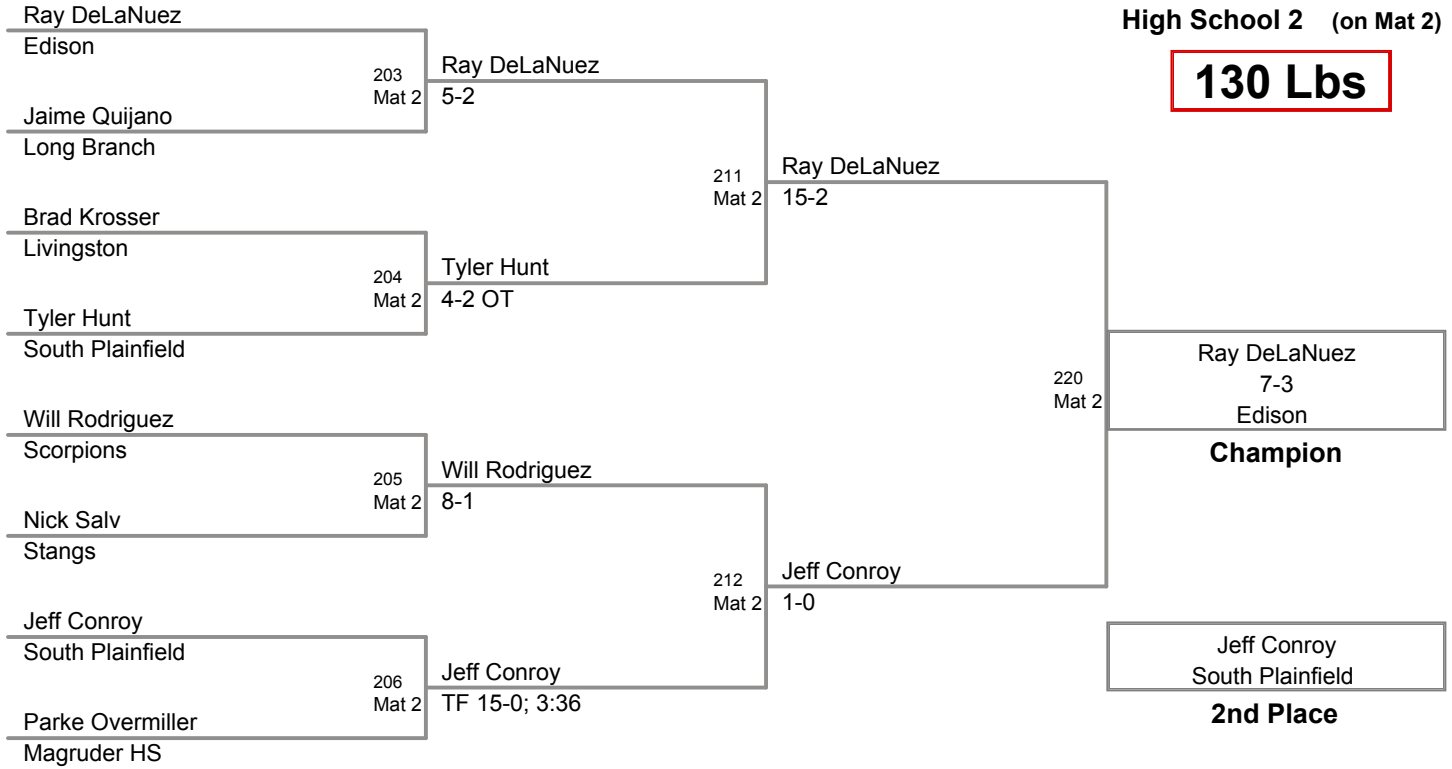 Ray DeLaNuez
High School 2 (on Mat 2)
Edison
130 Lbs
203
Mat 2
Ray DeLaNuez
5-2
Jaime Quijano
Long Branch
211
Mat 2
Ray DeLaNuez
15-2
Brad Krosser
Livingston
204
Mat 2
Tyler Hunt
4-2 OT
Tyler Hunt
South Plainfield
220
Mat 2
Ray DeLaNuez
7-3
Edison
Champion
Will Rodriguez
Scorpions
205
Mat 2
Will Rodriguez
8-1
Nick Salv
Stangs
212
Mat 2
Jeff Conroy
1-0
Jeff Conroy
South Plainfield
206
Mat 2
Jeff Conroy
TF 15-0; 3:36
Jeff Conroy
South Plainfield
2nd Place
Parke Overmiller
Magruder HS